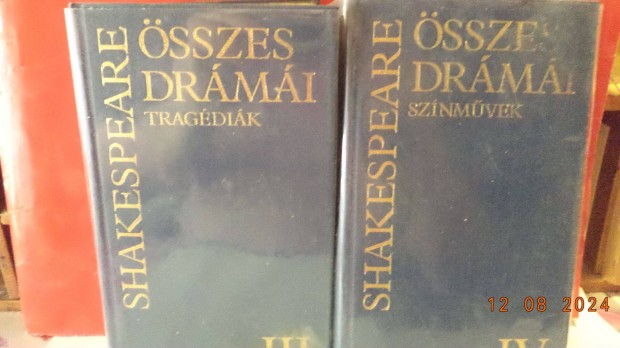 SHAKESPEARE
ÖSSZES
DRÁMÁI
TRAGÉDIÁK
III
SHAKESPEARE
ÖSSZES
DRÁMÁI
SZÍNMŰVEK
IV
12 08 2024